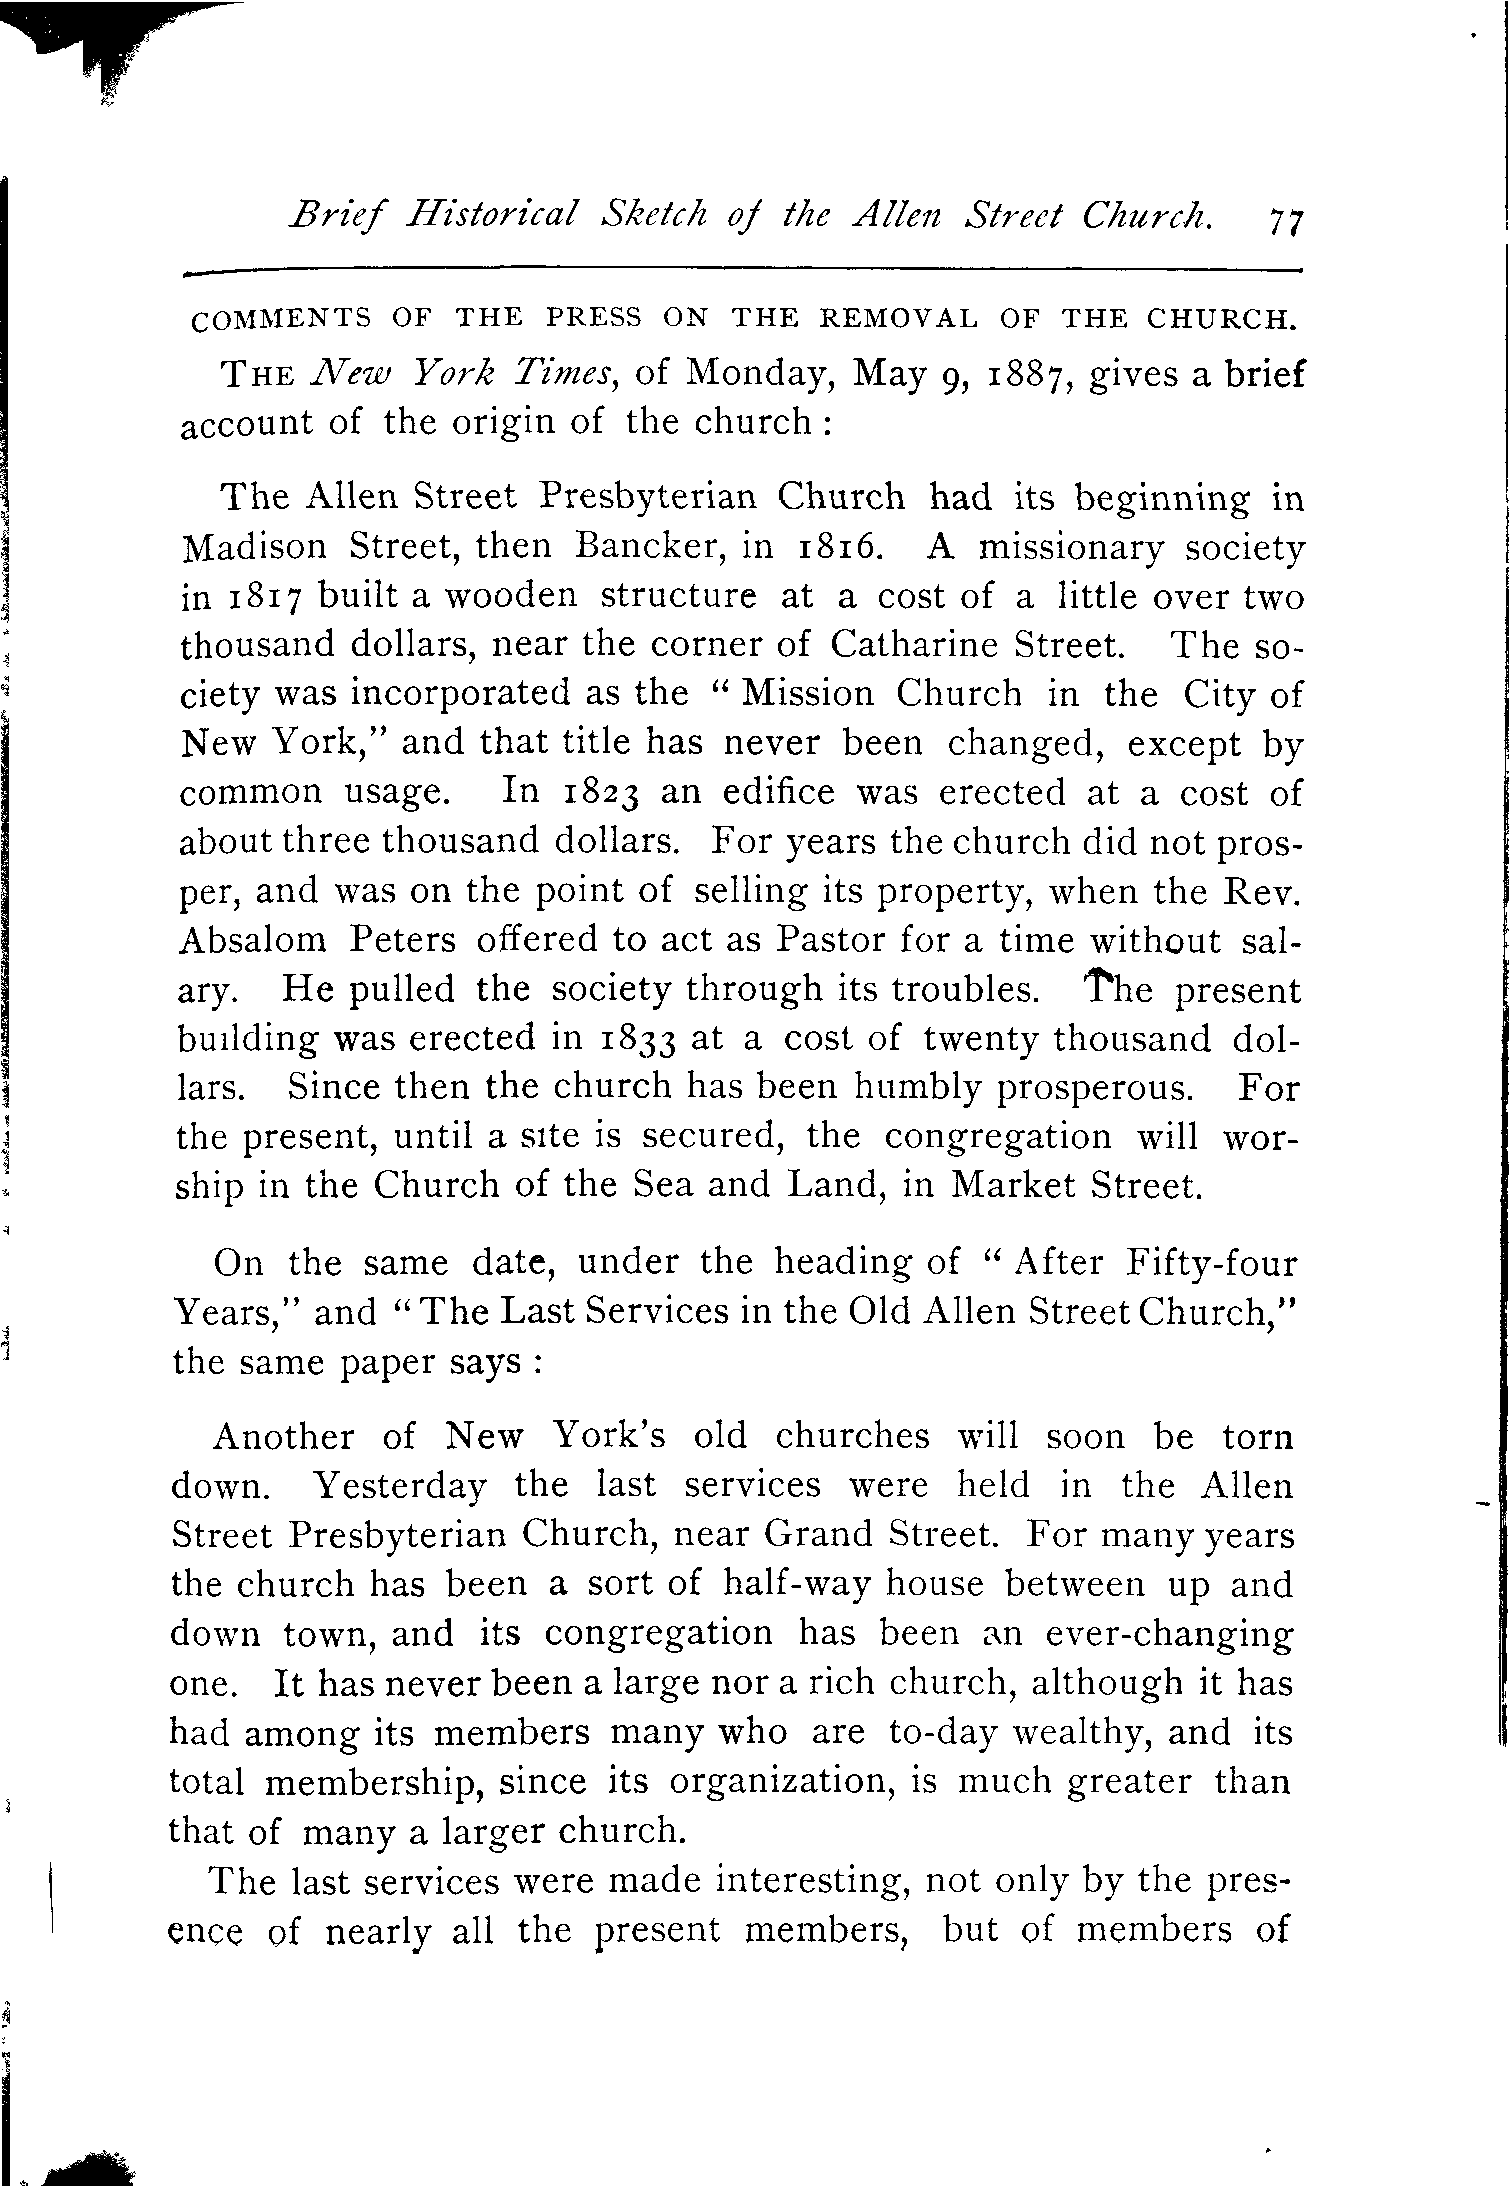 Brief Historical Sketch of the Allen Street Church. 77
COMMENTS OF THE PRESS ON THE REMOVAL OF THE CHURCH.
THE New York Times, of Monday, May 9, 1887, gives a brief
account of the origin of the church :
The Allen Street Presbyterian Church had its beginning in
Madison Street, then Bancker, in 1816. A missionary society
in 1817 built a wooden structure at a cost of a little over two
thousand dollars, near the corner of Catharine Street. The so-
ciety was incorporated as the “ Mission Church in the City of
New York,” and that title has never been changed, except by
common usage. In 1823 an edifice was erected at a cost of
about three thousand dollars. For years the church did not pros-
per, and was on the point of selling its property, when the Rev.
Absalom Peters offered to act as Pastor for a time without sal-
ary. He pulled the society through its troubles. The present
building was erected in 1833 at a cost of twenty thousand dol-
lars. Since then the church has been humbly prosperous. For
the present, until a site is secured, the congregation will wor-
ship in the Church of the Sea and Land, in Market Street.
On the same date, under the heading of “ After Fifty-four
Years,” and “ The Last Services in the Old Allen Street Church,”
the same paper says :
Another of New York’s old churches will soon be torn
down. Yesterday the last services were held in the Allen
Street Presbyterian Church, near Grand Street. For many years
the church has been a sort of half-way house between up and
down town, and its congregation has been an ever-changing
one. It has never been a large nor a rich church, although it has
had among its members many who are to-day wealthy, and its
total membership, since its organization, is much greater than
that of many a larger church.
The last services were made interesting, not only by the pres-
ence of nearly all the present members, but of members of